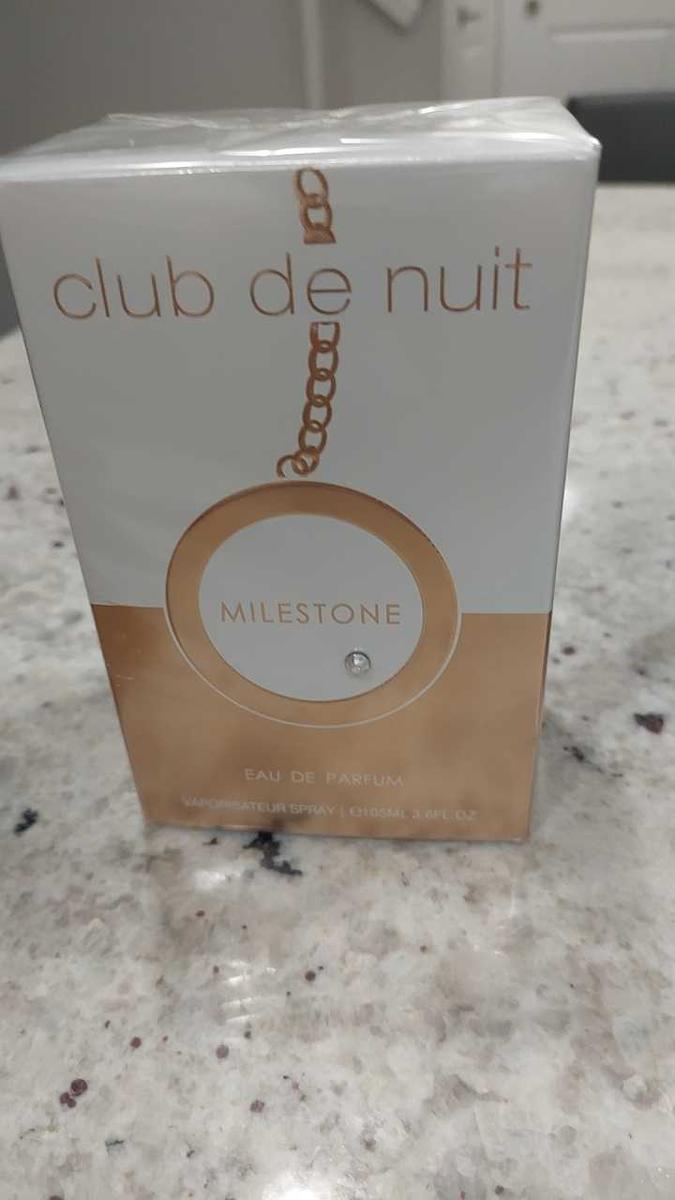 club de nuit
MILESTONE
EAU DE PARFUM
VAPORISATEUR SPRAY | ℮105ML 3.6FL.OZ